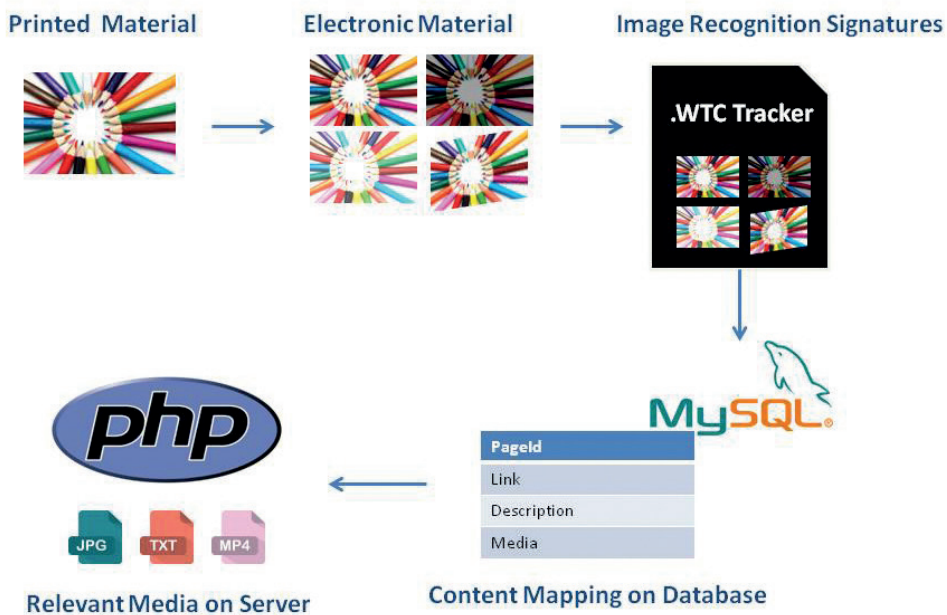 Printed Material
Electronic Material
Image Recognition Signatures
.WTC Tracker
MySQL®
PageId
Link
Description
Media
php
JPG
TXT
MP4
Relevant Media on Server
Content Mapping on Database